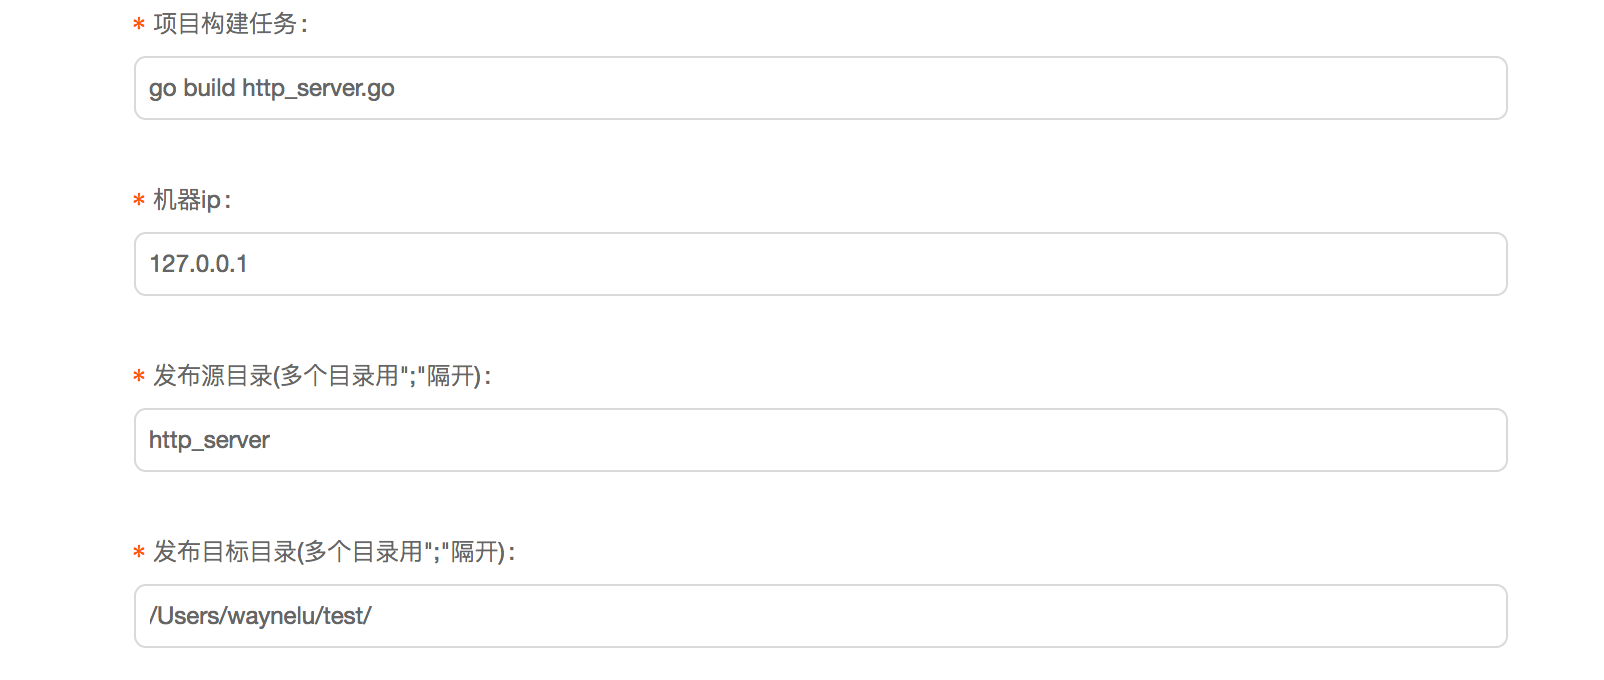 * 项目构建任务:
go build http_server.go
* 机器ip:
127.0.0.1
* 发布源目录(多个目录用";"隔开):
http_server
* 发布目标目录(多个目录用";"隔开):
/Users/waynelu/test/